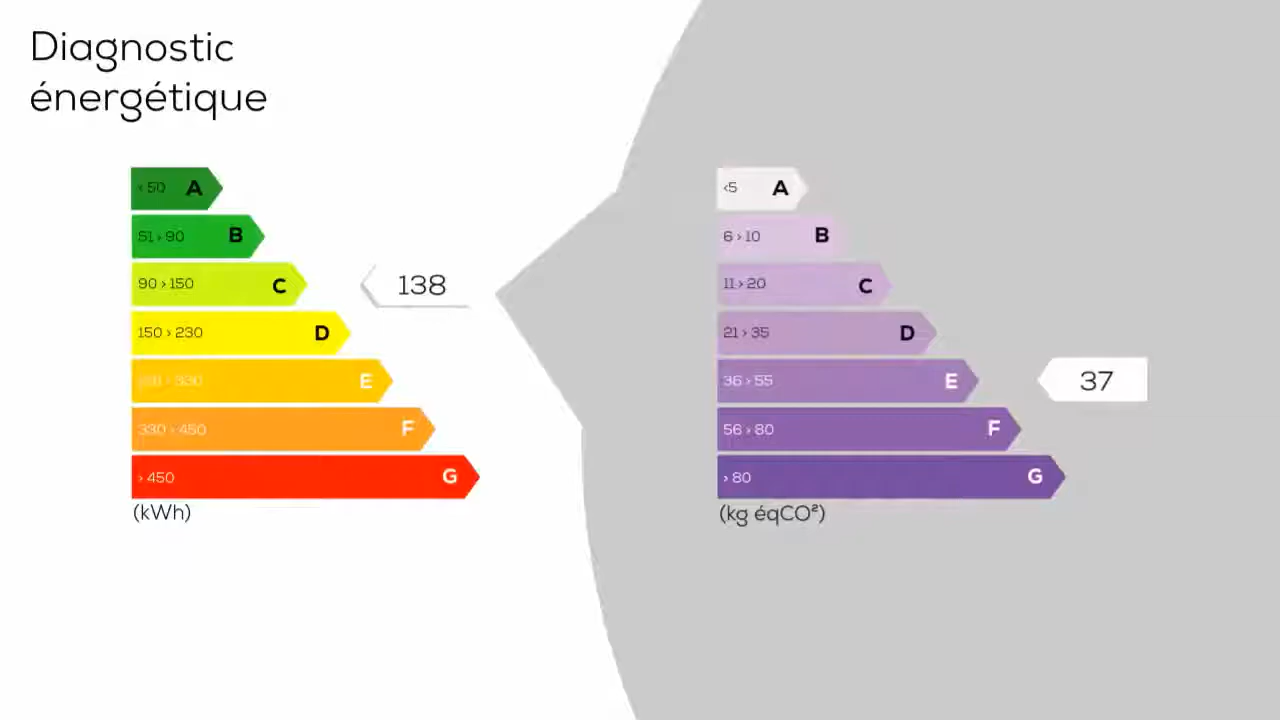 Diagnostic
énergétique
< 50 A
51 > 90 B
90 > 150 C
138
150 > 230 D
E
330 > 450 F
> 450 G
(kWh)
<5 A
6 > 10 B
11 > 20 C
21 > 35 D
36 > 55 E
37
56 > 80 F
> 80 G
(kg éqCO²)